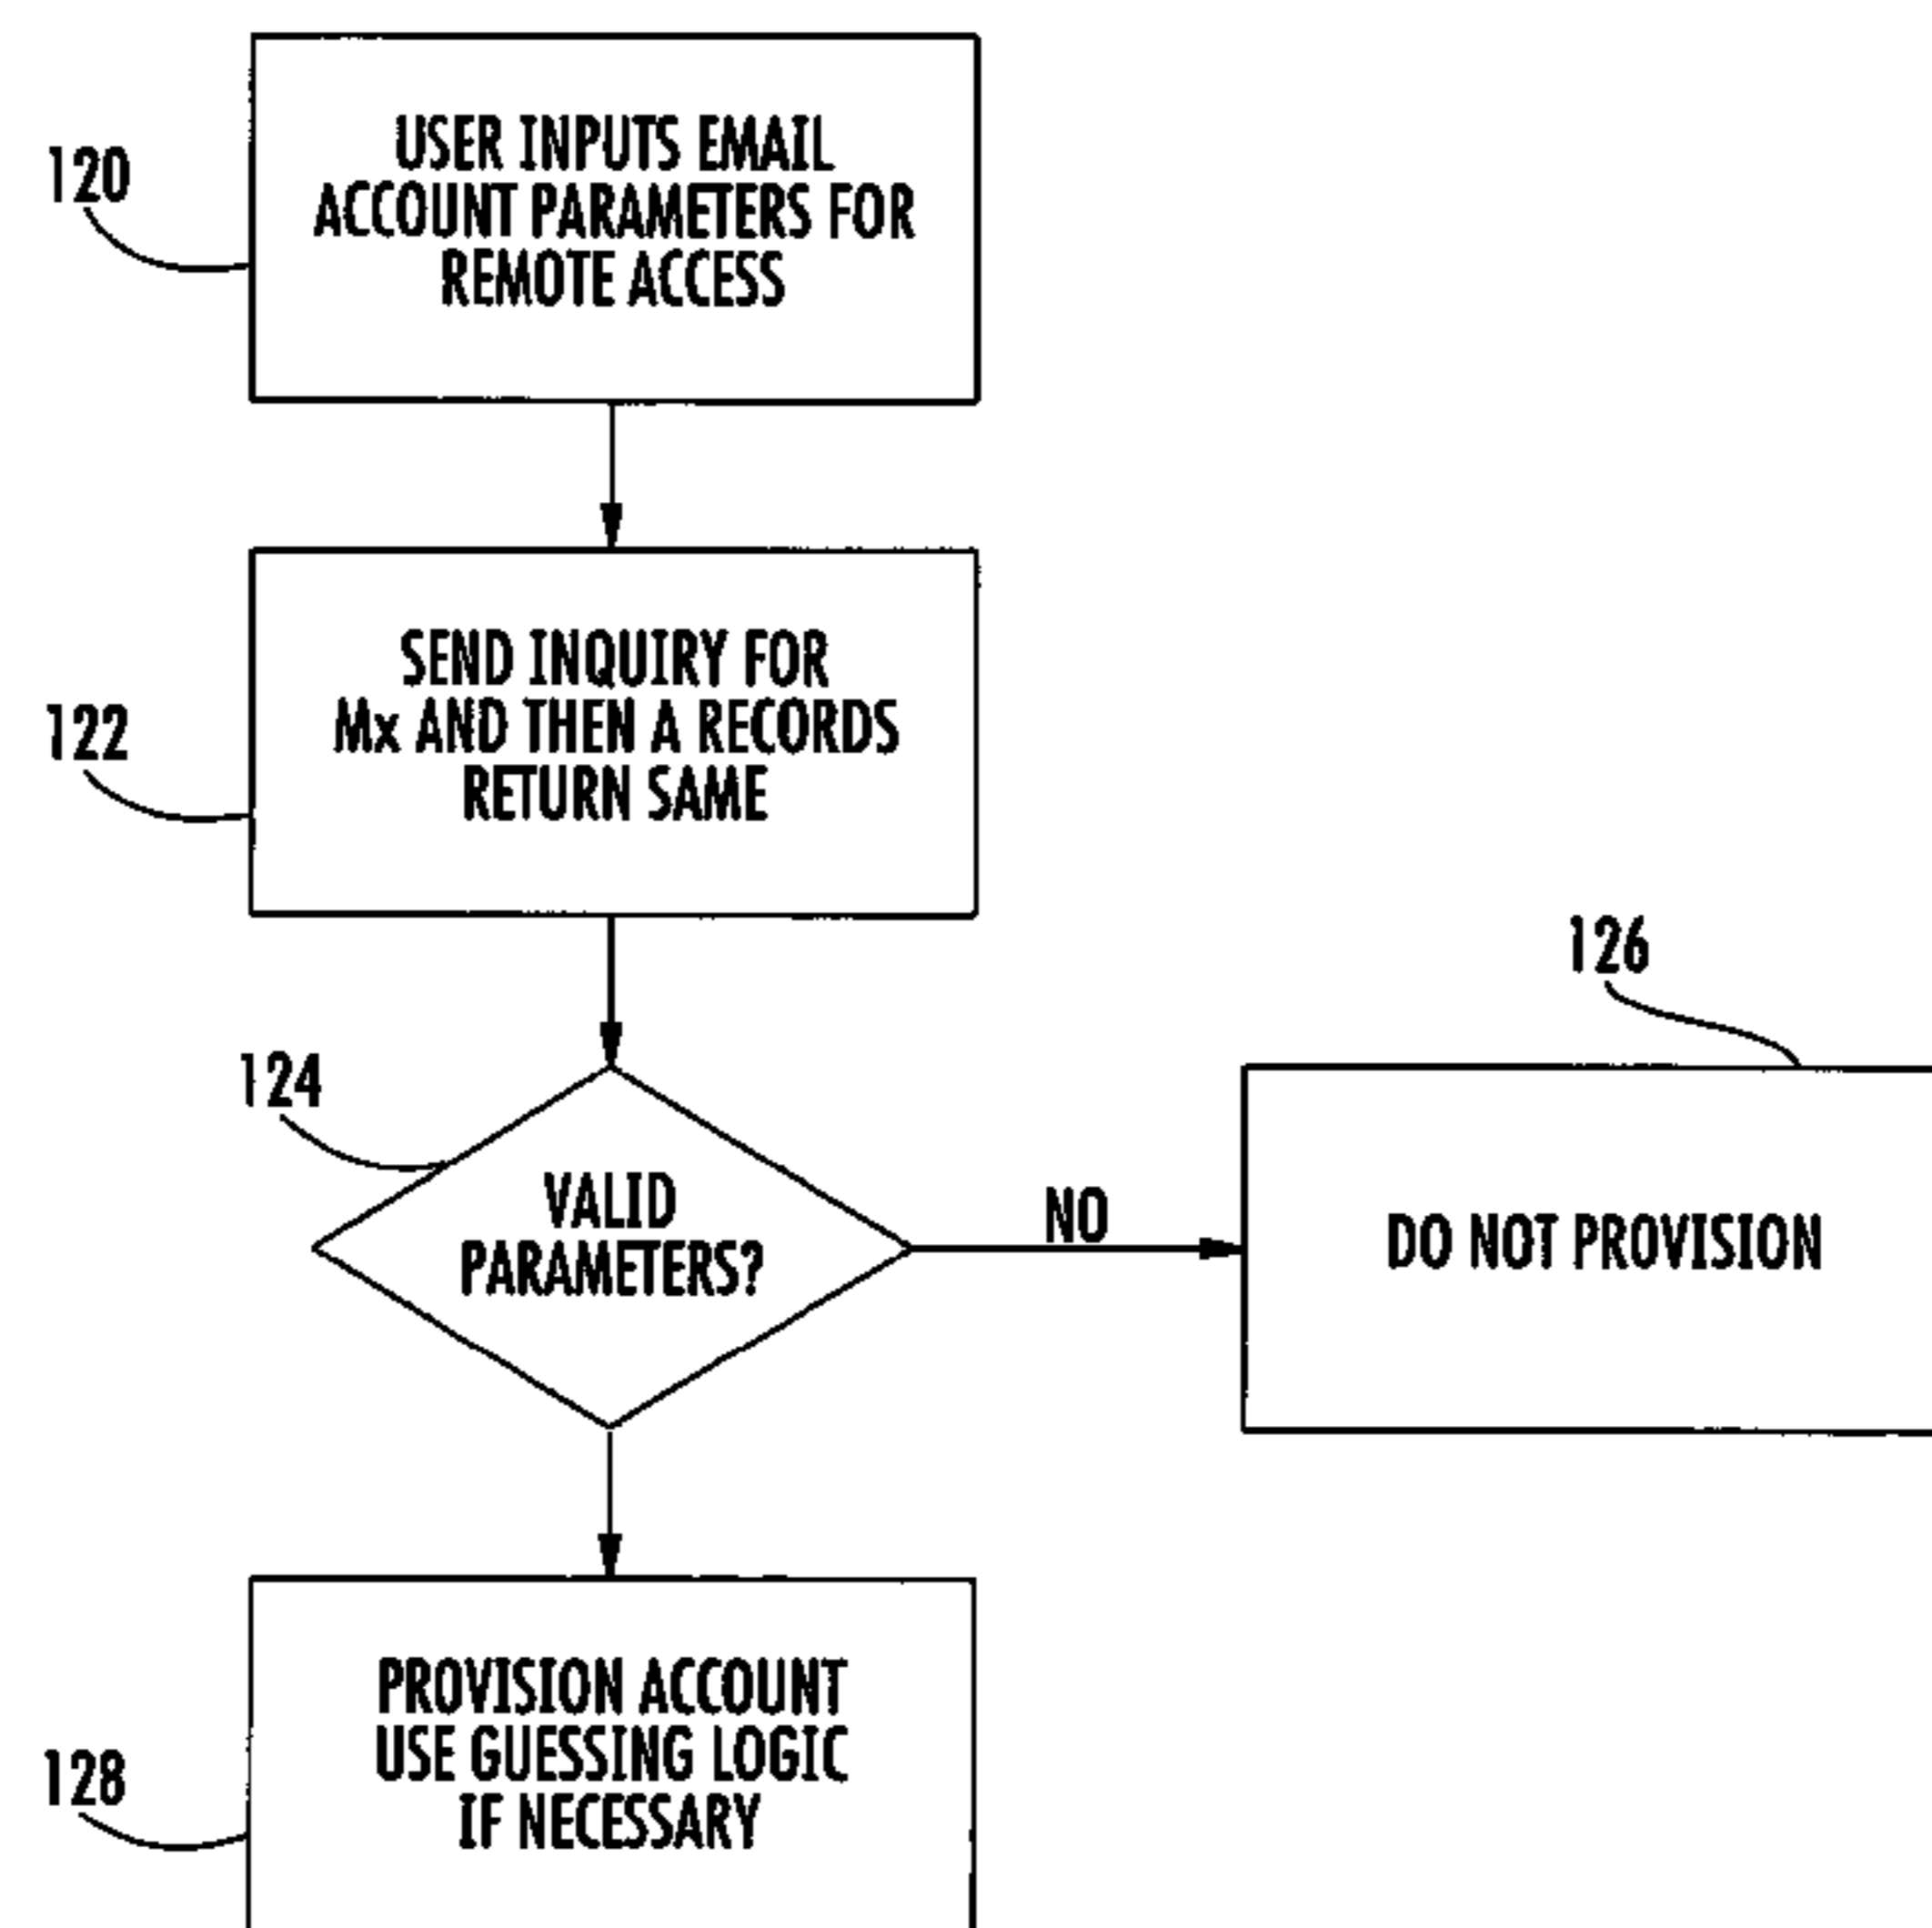 120
USER INPUTS EMAIL
ACCOUNT PARAMETERS FOR
REMOTE ACCESS
122
SEND INQUIRY FOR
Mx AND THEN A RECORDS
RETURN SAME
124
VALID
PARAMETERS?
NO
126
DO NOT PROVISION
128
PROVISION ACCOUNT
USE GUESSING LOGIC
IF NECESSARY